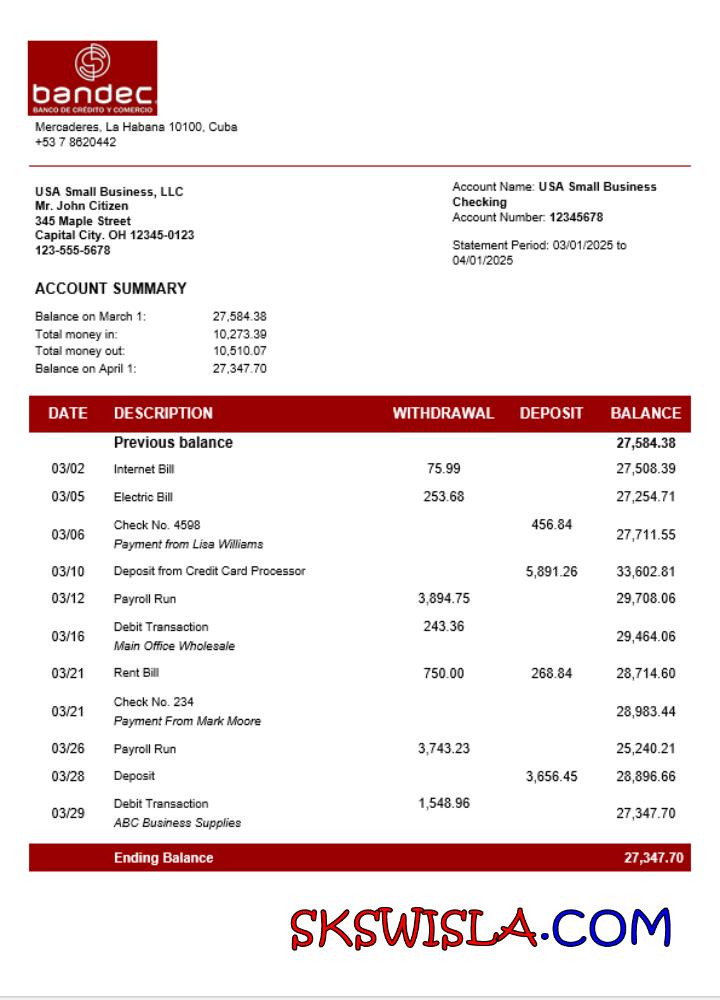 bandec
BANCO DE CRÉDITO Y COMERCIO
Mercaderes, La Habana 10100, Cuba
+53 7 8620442
USA Small Business, LLC
Mr. John Citizen
345 Maple Street
Capital City. OH 12345-0123
123-555-5678
Account Name: USA Small Business
Checking
Account Number: 12345678
Statement Period: 03/01/2025 to
04/01/2025
ACCOUNT SUMMARY
Balance on March 1: 27,584.38
Total money in: 10,273.39
Total money out: 10,510.07
Balance on April 1: 27,347.70
DATE DESCRIPTION WITHDRAWAL DEPOSIT BALANCE
Previous balance 27,584.38
03/02 Internet Bill 75.99 27,508.39
03/05 Electric Bill 253.68 27,254.71
03/06 Check No. 4598 456.84 27,711.55
Payment from Lisa Williams
03/10 Deposit from Credit Card Processor 5,891.26 33,602.81
03/12 Payroll Run 3,894.75 29,708.06
03/16 Debit Transaction 243.36 29,464.06
Main Office Wholesale
03/21 Rent Bill 750.00 268.84 28,714.60
03/21 Check No. 234 28,983.44
Payment From Mark Moore
03/26 Payroll Run 3,743.23 25,240.21
03/28 Deposit 3,656.45 28,896.66
03/29 Debit Transaction 1,548.96 27,347.70
ABC Business Supplies
Ending Balance 27,347.70
SKSWISLA.COM